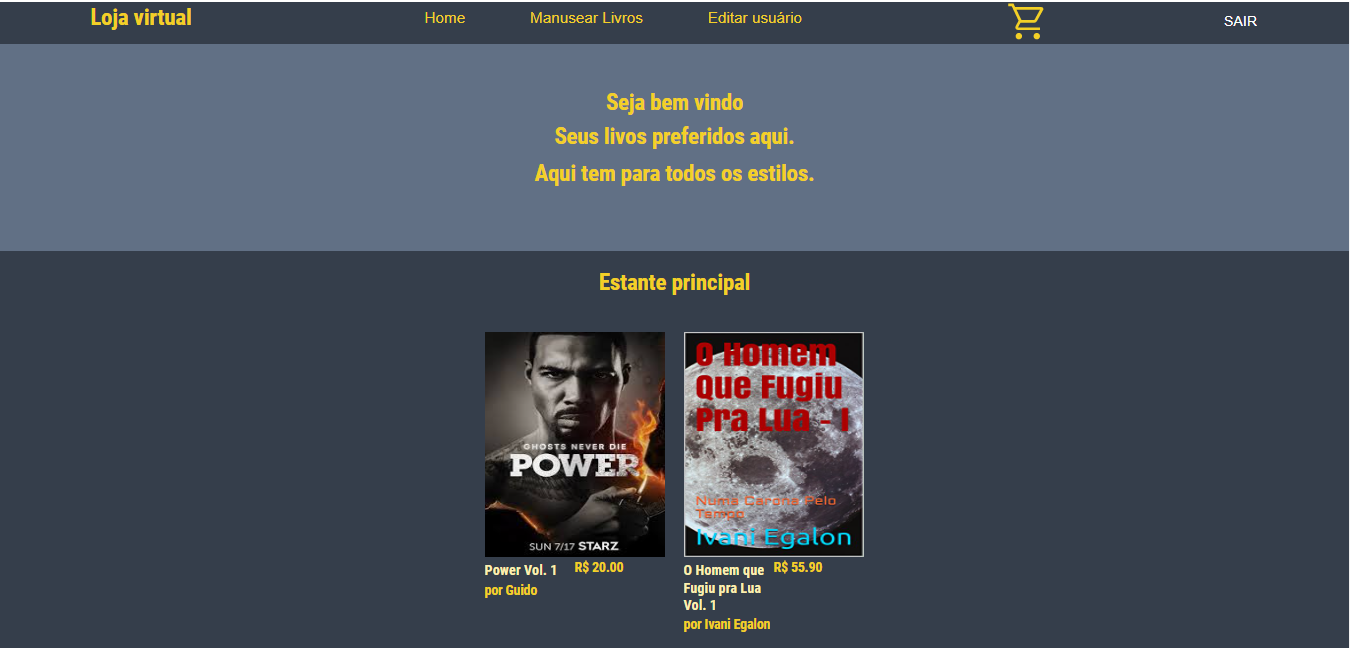 Loja virtual
Home
Manusear Livros
Editar usuário
SAIR
Seja bem vindo
Seus livos preferidos aqui.
Aqui tem para todos os estilos.
Estante principal
GHOSTS NEVER DIE
POWER
SUN 7/17 STARZ
O Homem
Que Fugiu
Pra Lua - I
Numa Carona Pelo
Tempo
Ivani Egalon
Power Vol. 1
R$ 20.00
por Guido
O Homem que
R$ 55.90
Fugiu pra Lua
Vol. 1
por Ivani Egalon